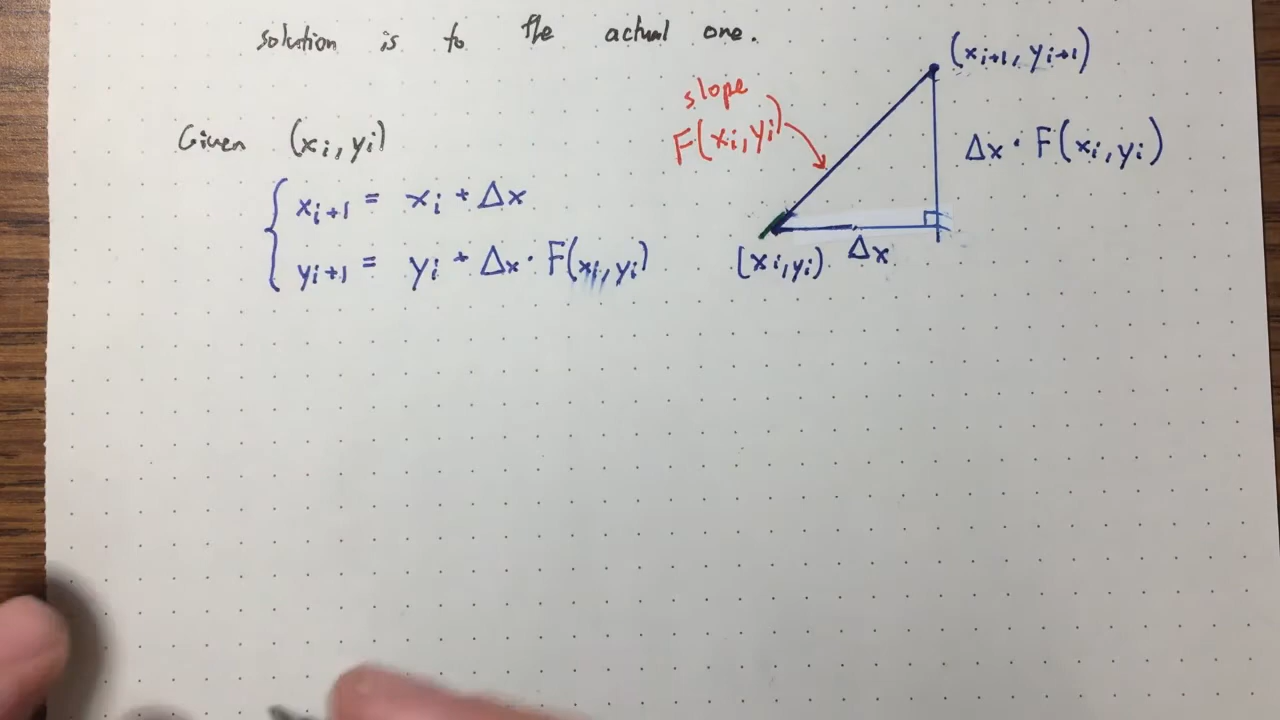 solution is to the actual one.
Given (xi, yi)
xi+1 = xi + Δx
yi+1 = yi + Δx · F(xi, yi)
slope
F(xi, yi)
(xi+1, yi+1)
Δx · F(xi, yi)
(xi, yi)
Δx